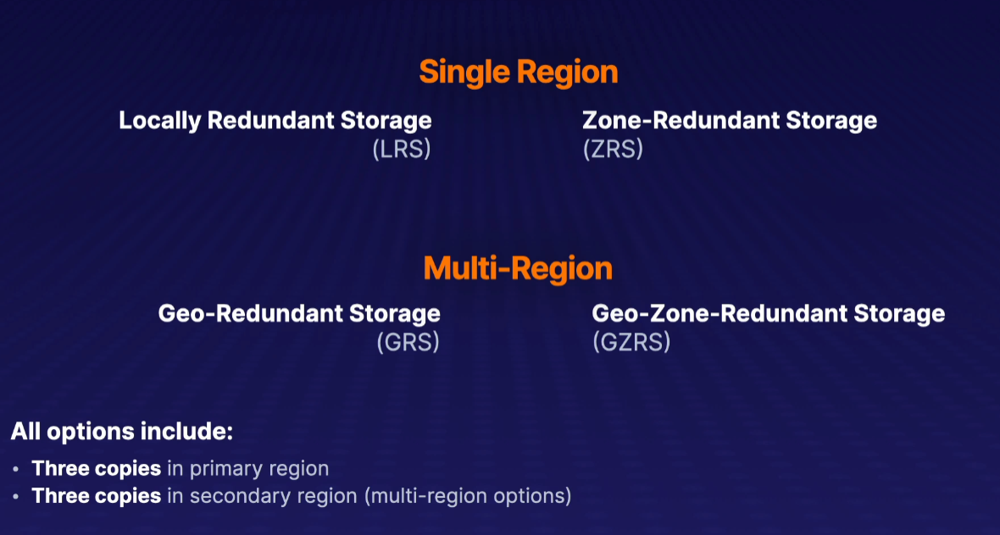 Single Region
Locally Redundant Storage
(LRS)
Zone-Redundant Storage
(ZRS)
Multi-Region
Geo-Redundant Storage
(GRS)
Geo-Zone-Redundant Storage
(GZRS)
All options include:
• Three copies in primary region
• Three copies in secondary region (multi-region options)